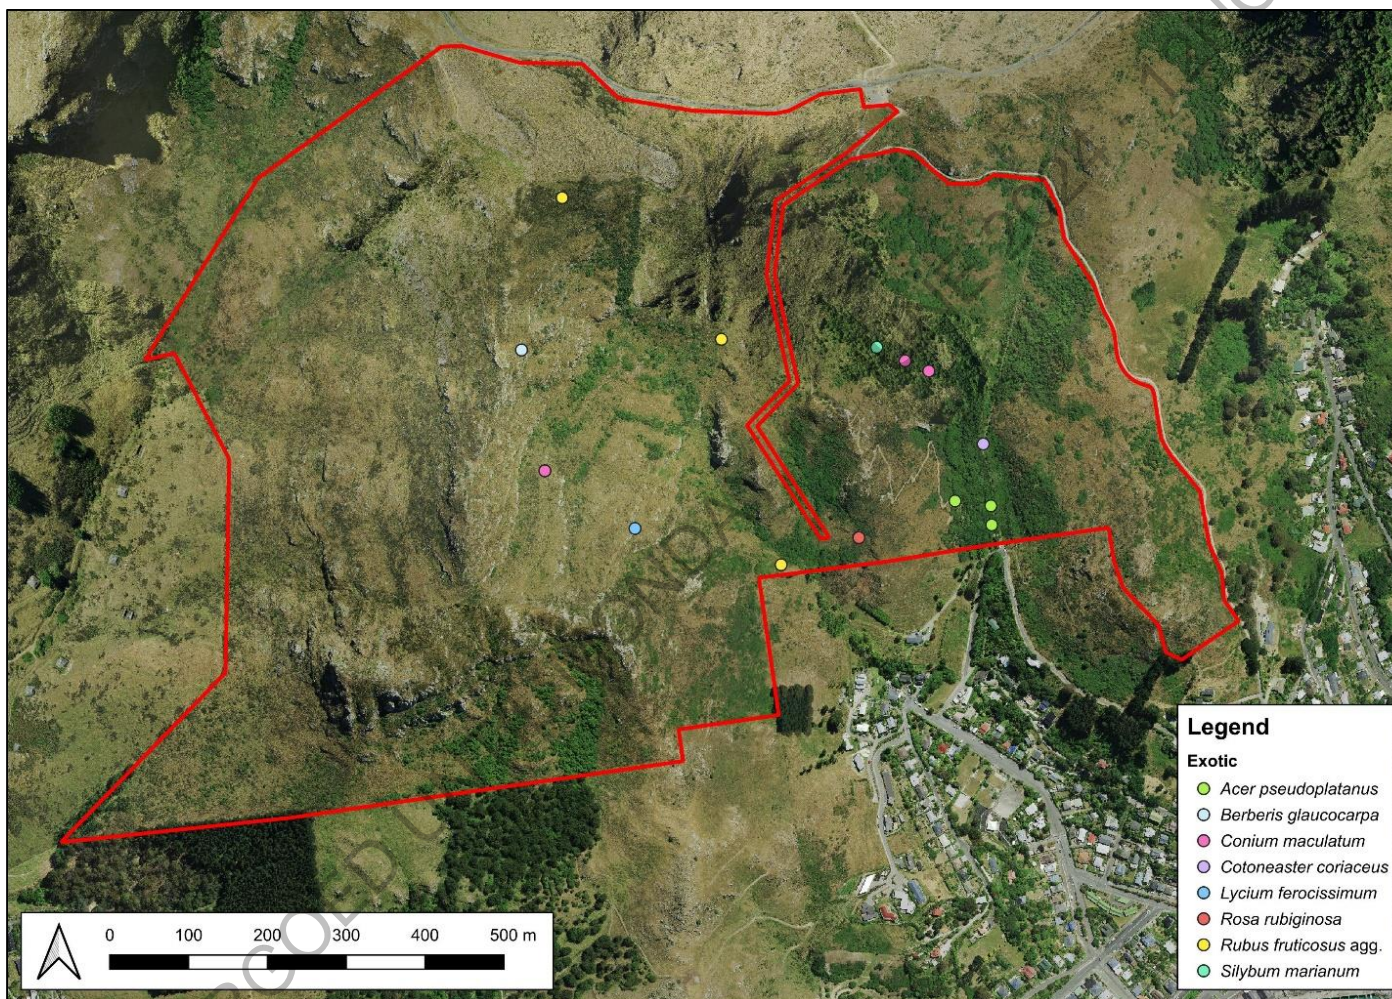 Legend
Exotic
Acer pseudoplatanus
Berberis glaucocarpa
Conium maculatum
Cotoneaster coriaceus
Lycium ferocissimum
Rosa rubiginosa
Rubus fruticosus agg.
Silybum marianum
0 100 200 300 400 500 m